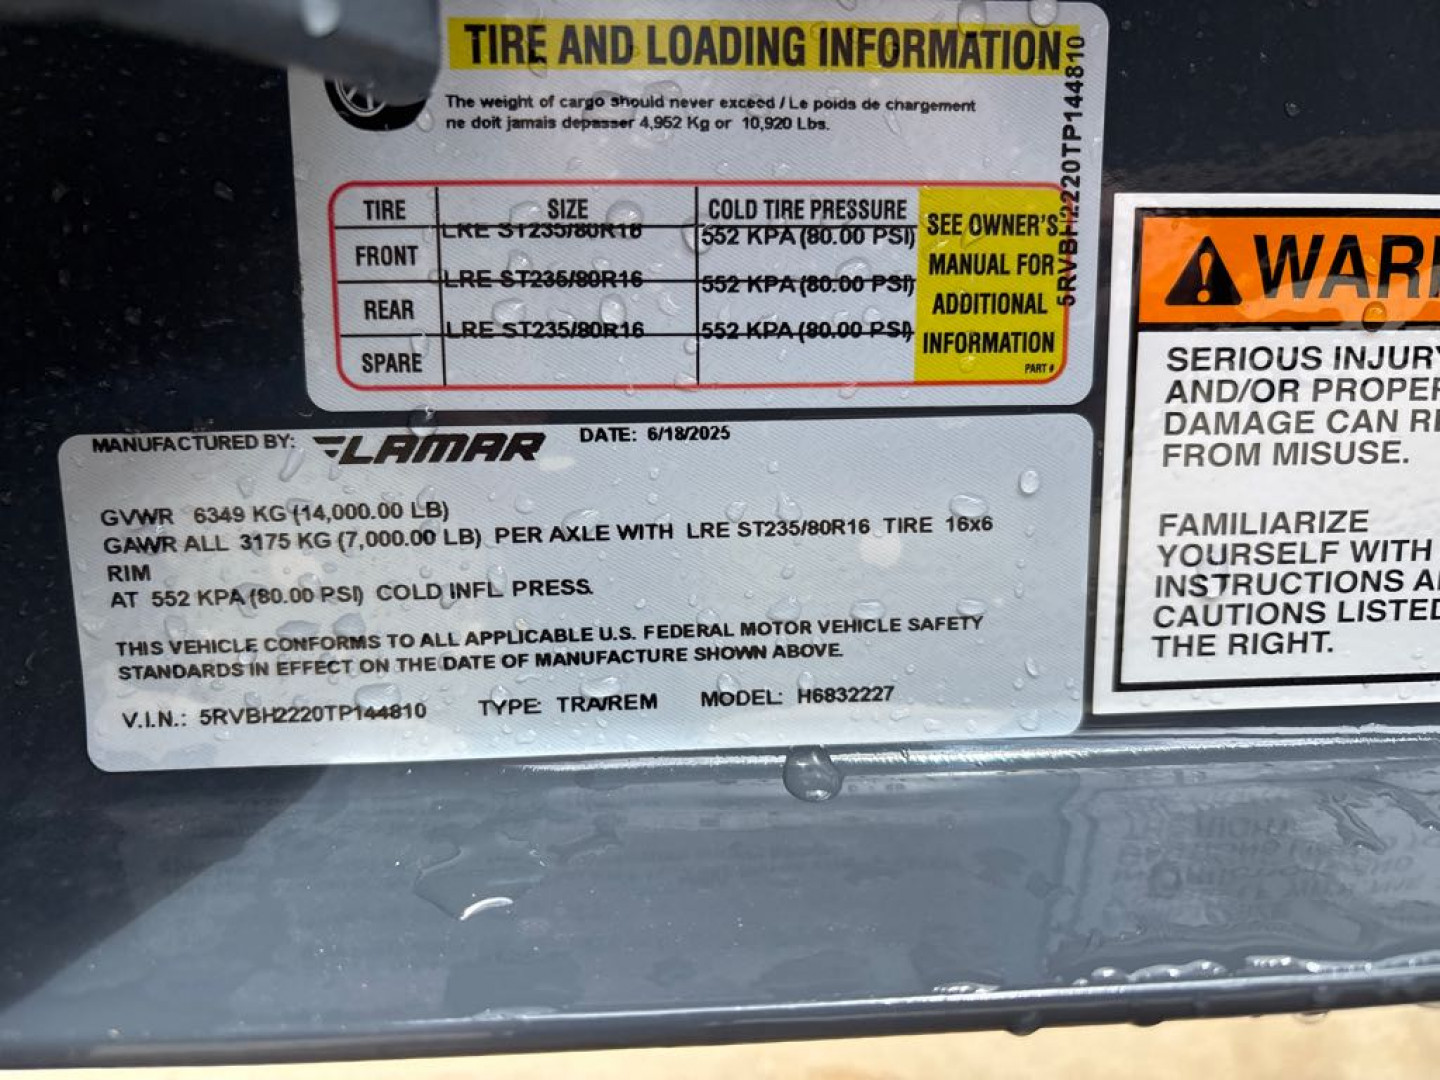 TIRE AND LOADING INFORMATION
The weight of cargo should never exceed / Le poids de chargement
ne doit jamais depasser 4,952 Kg or 10,920 Lbs.
5RVBH2220TP144810
TIRE SIZE COLD TIRE PRESSURE
FRONT LRE ST235/80R16 552 KPA (80.00 PSI)
REAR LRE ST235/80R16 552 KPA (80.00 PSI)
SPARE LRE ST235/80R16 552 KPA (80.00 PSI)
SEE OWNER'S
MANUAL FOR
ADDITIONAL
INFORMATION
PART #
MANUFACTURED BY: LAMAR DATE: 6/18/2025
GVWR 6349 KG (14,000.00 LB)
GAWR ALL 3175 KG (7,000.00 LB) PER AXLE WITH LRE ST235/80R16 TIRE 16x6
RIM
AT 552 KPA (80.00 PSI) COLD INFL PRESS.
THIS VEHICLE CONFORMS TO ALL APPLICABLE U.S. FEDERAL MOTOR VEHICLE SAFETY
STANDARDS IN EFFECT ON THE DATE OF MANUFACTURE SHOWN ABOVE.
V.I.N.: 5RVBH2220TP144810 TYPE: TRA/REM MODEL: H6832227
WAR
SERIOUS INJURY
AND/OR PROPER
DAMAGE CAN RE
FROM MISUSE.
FAMILIARIZE
YOURSELF WITH
INSTRUCTIONS A
CAUTIONS LISTED
THE RIGHT.